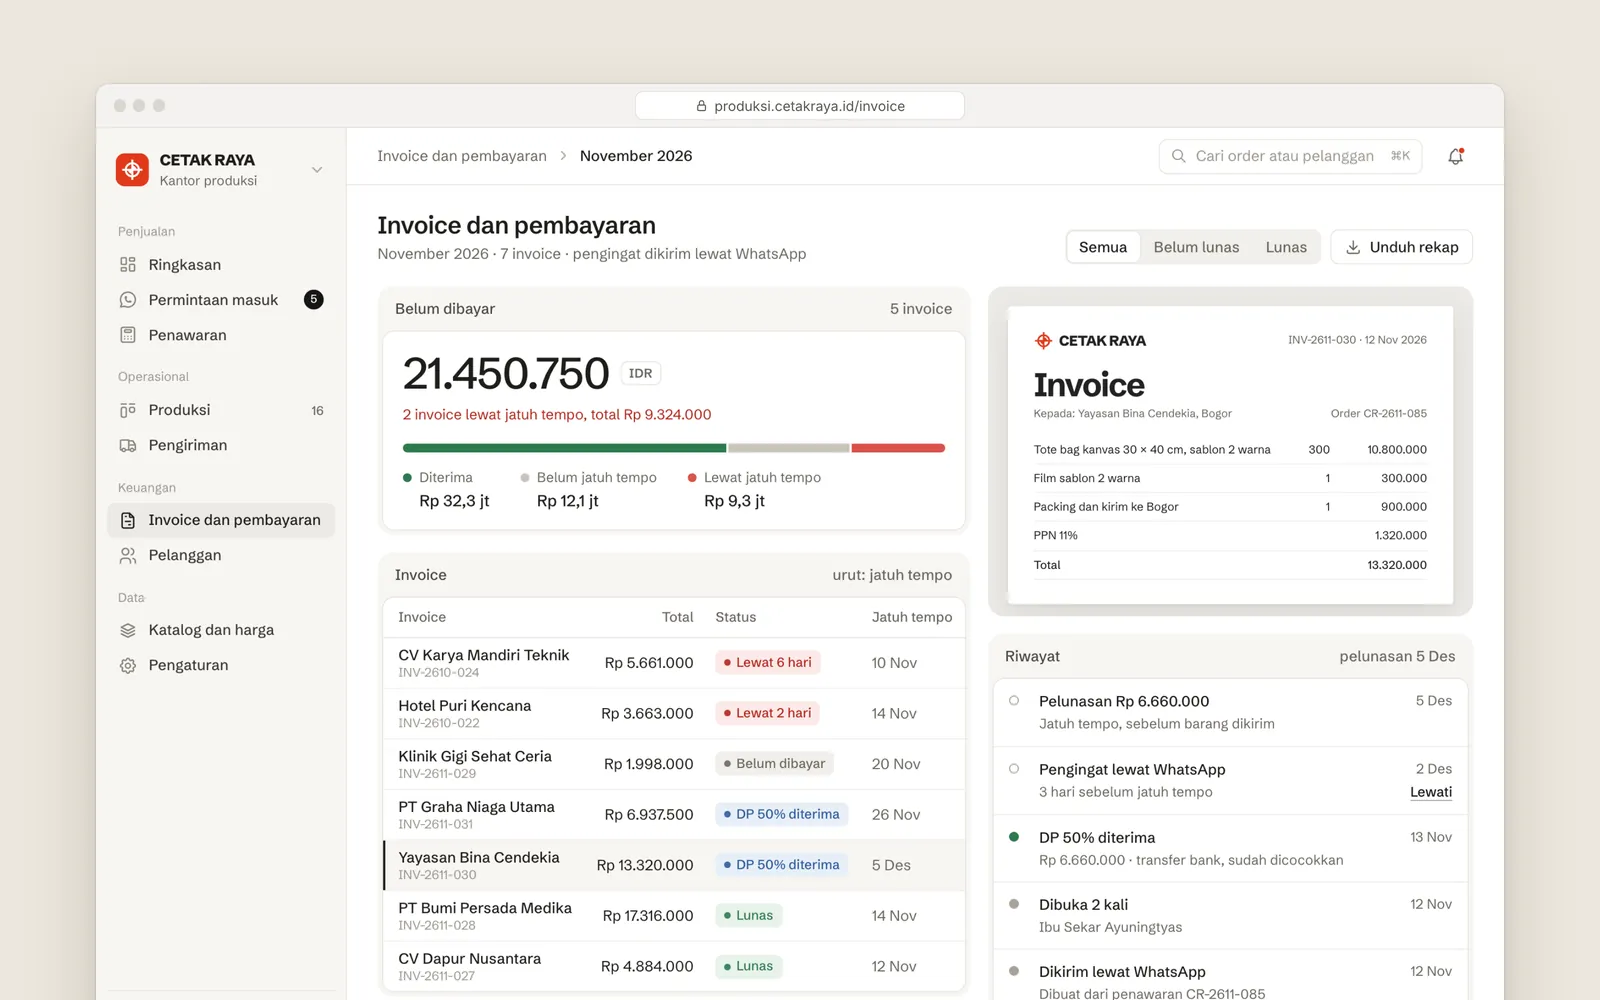 produksi.cetakraya.id/invoice
CETAK RAYA
Kantor produksi
Penjualan
Ringkasan
Permintaan masuk 5
Penawaran
Operasional
Produksi 16
Pengiriman
Keuangan
Invoice dan pembayaran
Pelanggan
Data
Katalog dan harga
Pengaturan
Invoice dan pembayaran > November 2026
Cari order atau pelanggan ⌘K
Invoice dan pembayaran
November 2026 · 7 invoice · pengingat dikirim lewat WhatsApp
Semua Belum lunas Lunas Unduh rekap
Belum dibayar 5 invoice
21.450.750 IDR
2 invoice lewat jatuh tempo, total Rp 9.324.000
Diterima Belum jatuh tempo Lewat jatuh tempo
Rp 32,3 jt Rp 12,1 jt Rp 9,3 jt
Invoice urut: jatuh tempo
Invoice Total Status Jatuh tempo
CV Karya Mandiri Teknik Rp 5.661.000 Lewat 6 hari 10 Nov
INV-2610-024
Hotel Puri Kencana Rp 3.663.000 Lewat 2 hari 14 Nov
INV-2610-022
Klinik Gigi Sehat Ceria Rp 1.998.000 Belum dibayar 20 Nov
INV-2611-029
PT Graha Niaga Utama Rp 6.937.500 DP 50% diterima 26 Nov
INV-2611-031
Yayasan Bina Cendekia Rp 13.320.000 DP 50% diterima 5 Des
INV-2611-030
PT Bumi Persada Medika Rp 17.316.000 Lunas 14 Nov
INV-2611-028
CV Dapur Nusantara Rp 4.884.000 Lunas 12 Nov
INV-2611-027
CETAK RAYA INV-2611-030 · 12 Nov 2026
Invoice
Kepada: Yayasan Bina Cendekia, Bogor Order CR-2611-085
Tote bag kanvas 30 × 40 cm, sablon 2 warna 300 10.800.000
Film sablon 2 warna 1 300.000
Packing dan kirim ke Bogor 1 900.000
PPN 11% 1.320.000
Total 13.320.000
Riwayat pelunasan 5 Des
Pelunasan Rp 6.660.000 5 Des
Jatuh tempo, sebelum barang dikirim
Pengingat lewat WhatsApp 2 Des
3 hari sebelum jatuh tempo Lewati
DP 50% diterima 13 Nov
Rp 6.660.000 · transfer bank, sudah dicocokkan
Dibuka 2 kali 12 Nov
Ibu Sekar Ayuningtyas
Dikirim lewat WhatsApp 12 Nov
Dibuat dari penawaran CR-2611-085